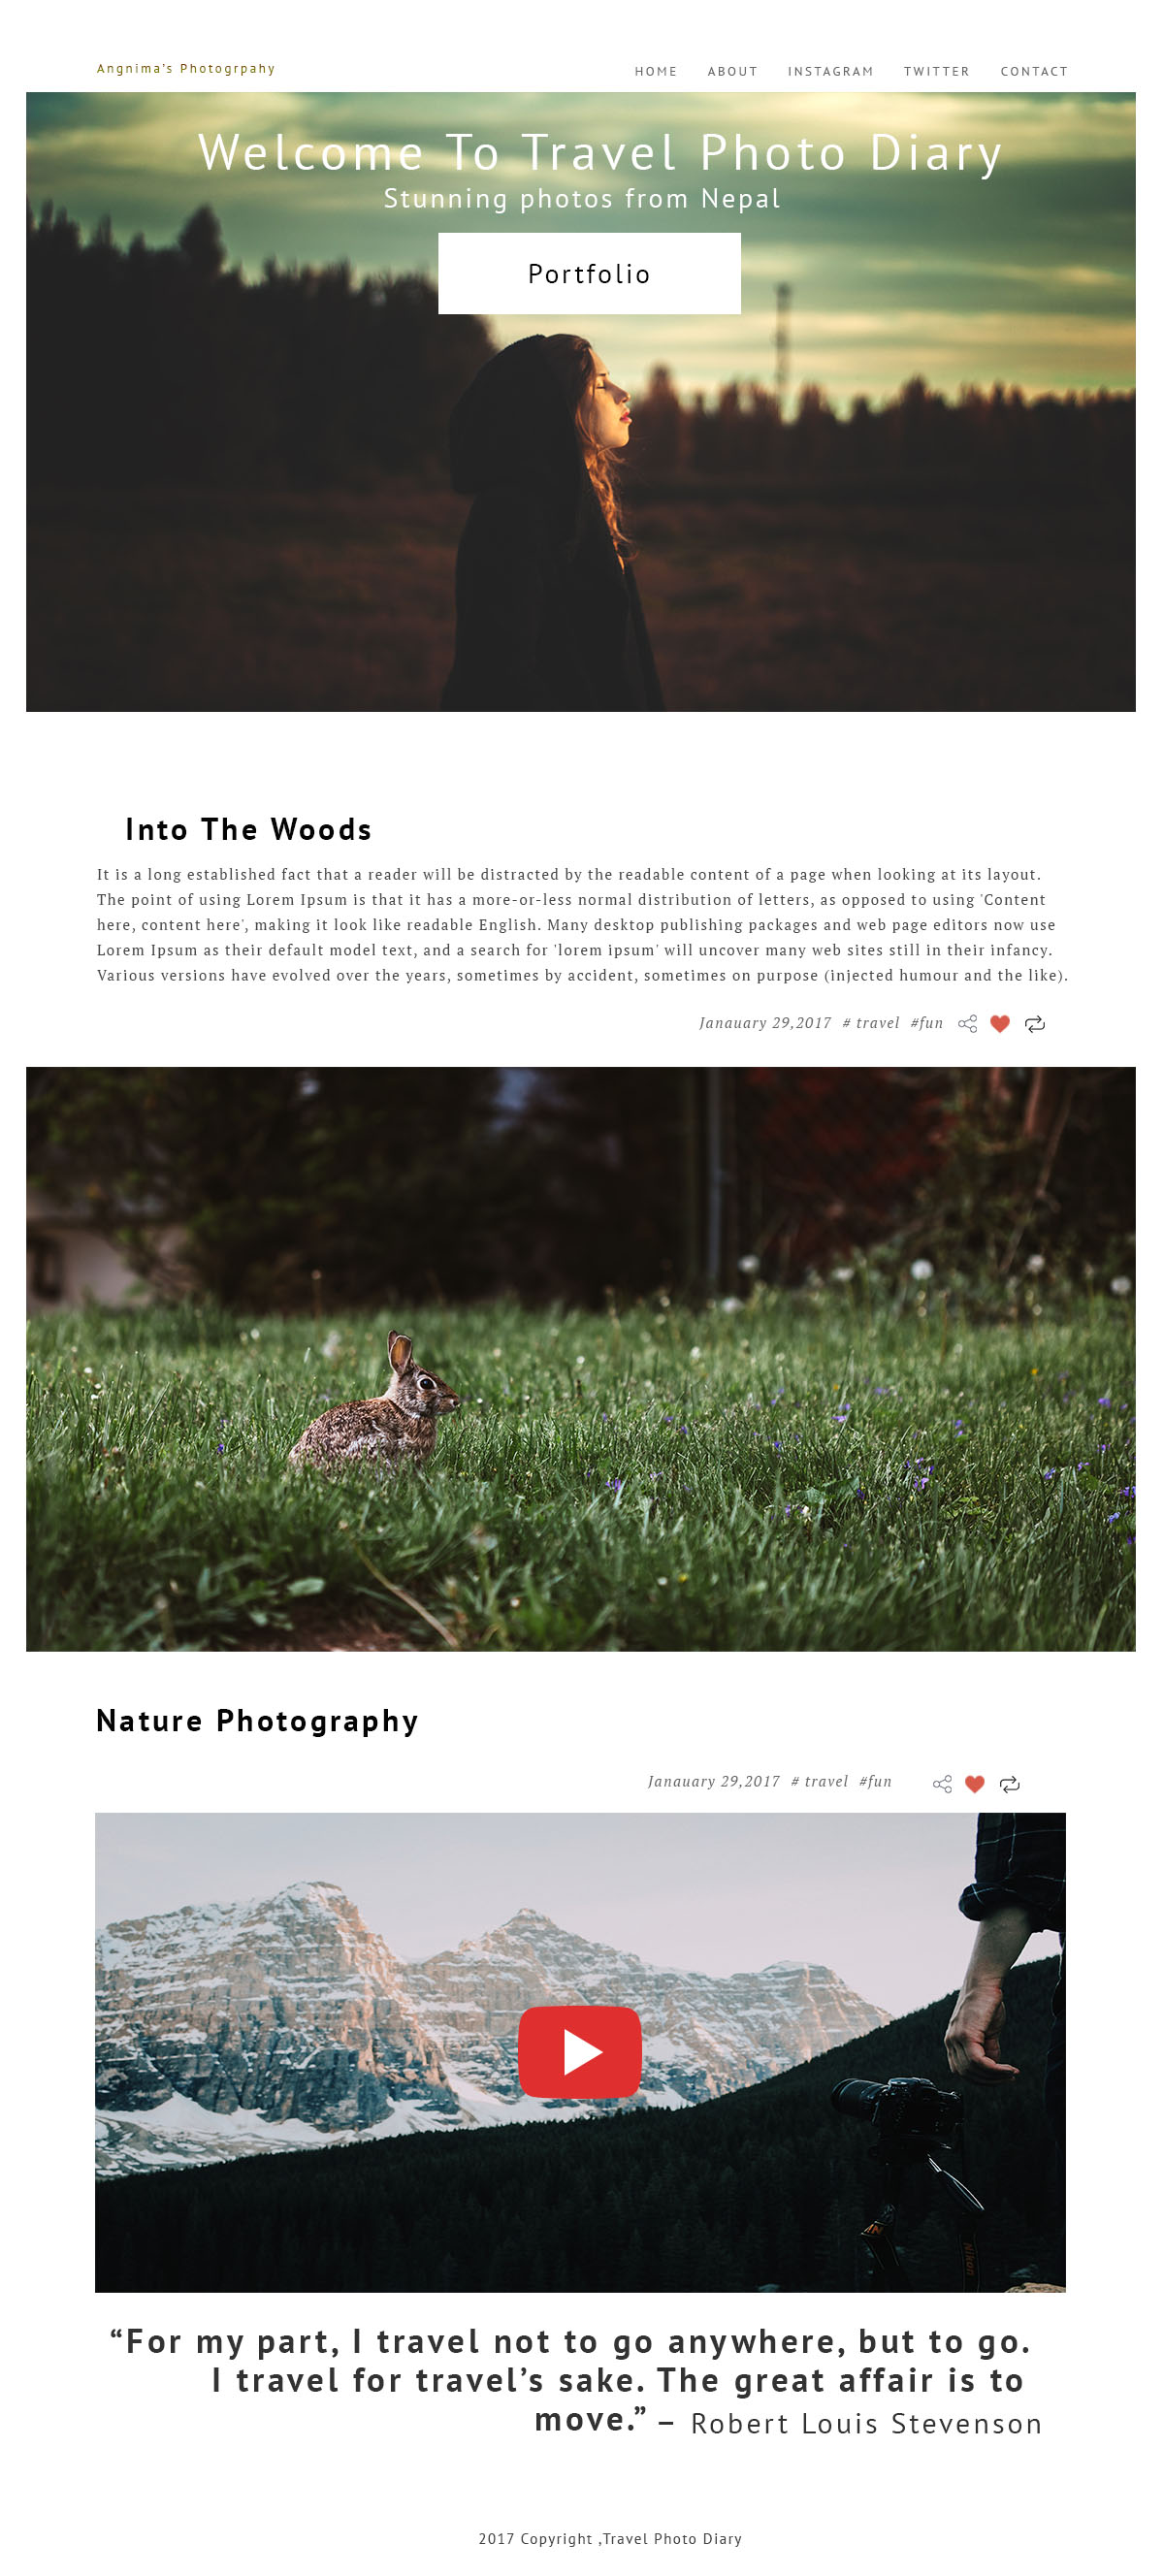 Angnima's Photogrpahy
HOME ABOUT INSTAGRAM TWITTER CONTACT
Welcome To Travel Photo Diary
Stunning photos from Nepal
Portfolio
Into The Woods
It is a long established fact that a reader will be distracted by the readable content of a page when looking at its layout.
The point of using Lorem Ipsum is that it has a more-or-less normal distribution of letters, as opposed to using 'Content
here, content here', making it look like readable English. Many desktop publishing packages and web page editors now use
Lorem Ipsum as their default model text, and a search for 'lorem ipsum' will uncover many web sites still in their infancy.
Various versions have evolved over the years, sometimes by accident, sometimes on purpose (injected humour and the like).
Janauary 29,2017 # travel #fun
Nature Photography
Janauary 29,2017 # travel #fun
Nikon
“For my part, I travel not to go anywhere, but to go.
I travel for travel’s sake. The great affair is to
move.” – Robert Louis Stevenson
2017 Copyright ,Travel Photo Diary